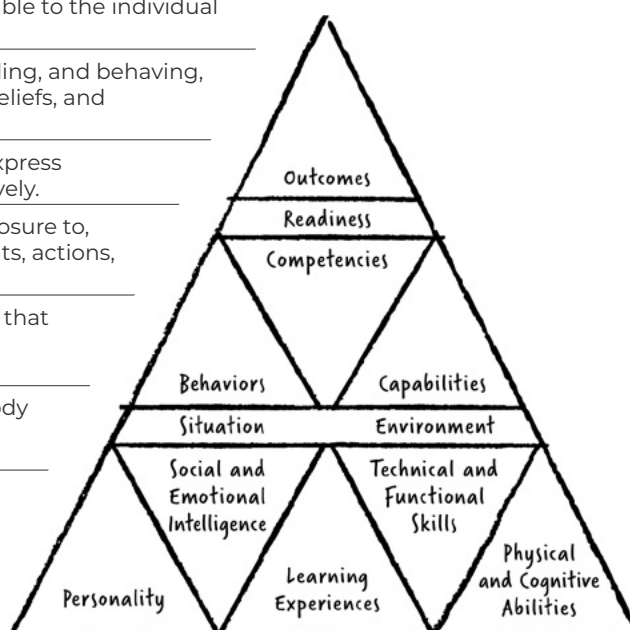 ble to the individual
ling, and behaving,
eliefs, and
xpress
vely.
osure to,
ts, actions,
that
dy
Outcomes
Readiness
Competencies
Behaviors
Capabilities
Situation
Environment
Social and
Emotional
Intelligence
Technical and
Functional
Skills
Personality
Learning
Experiences
Physical
and Cognitive
Abilities